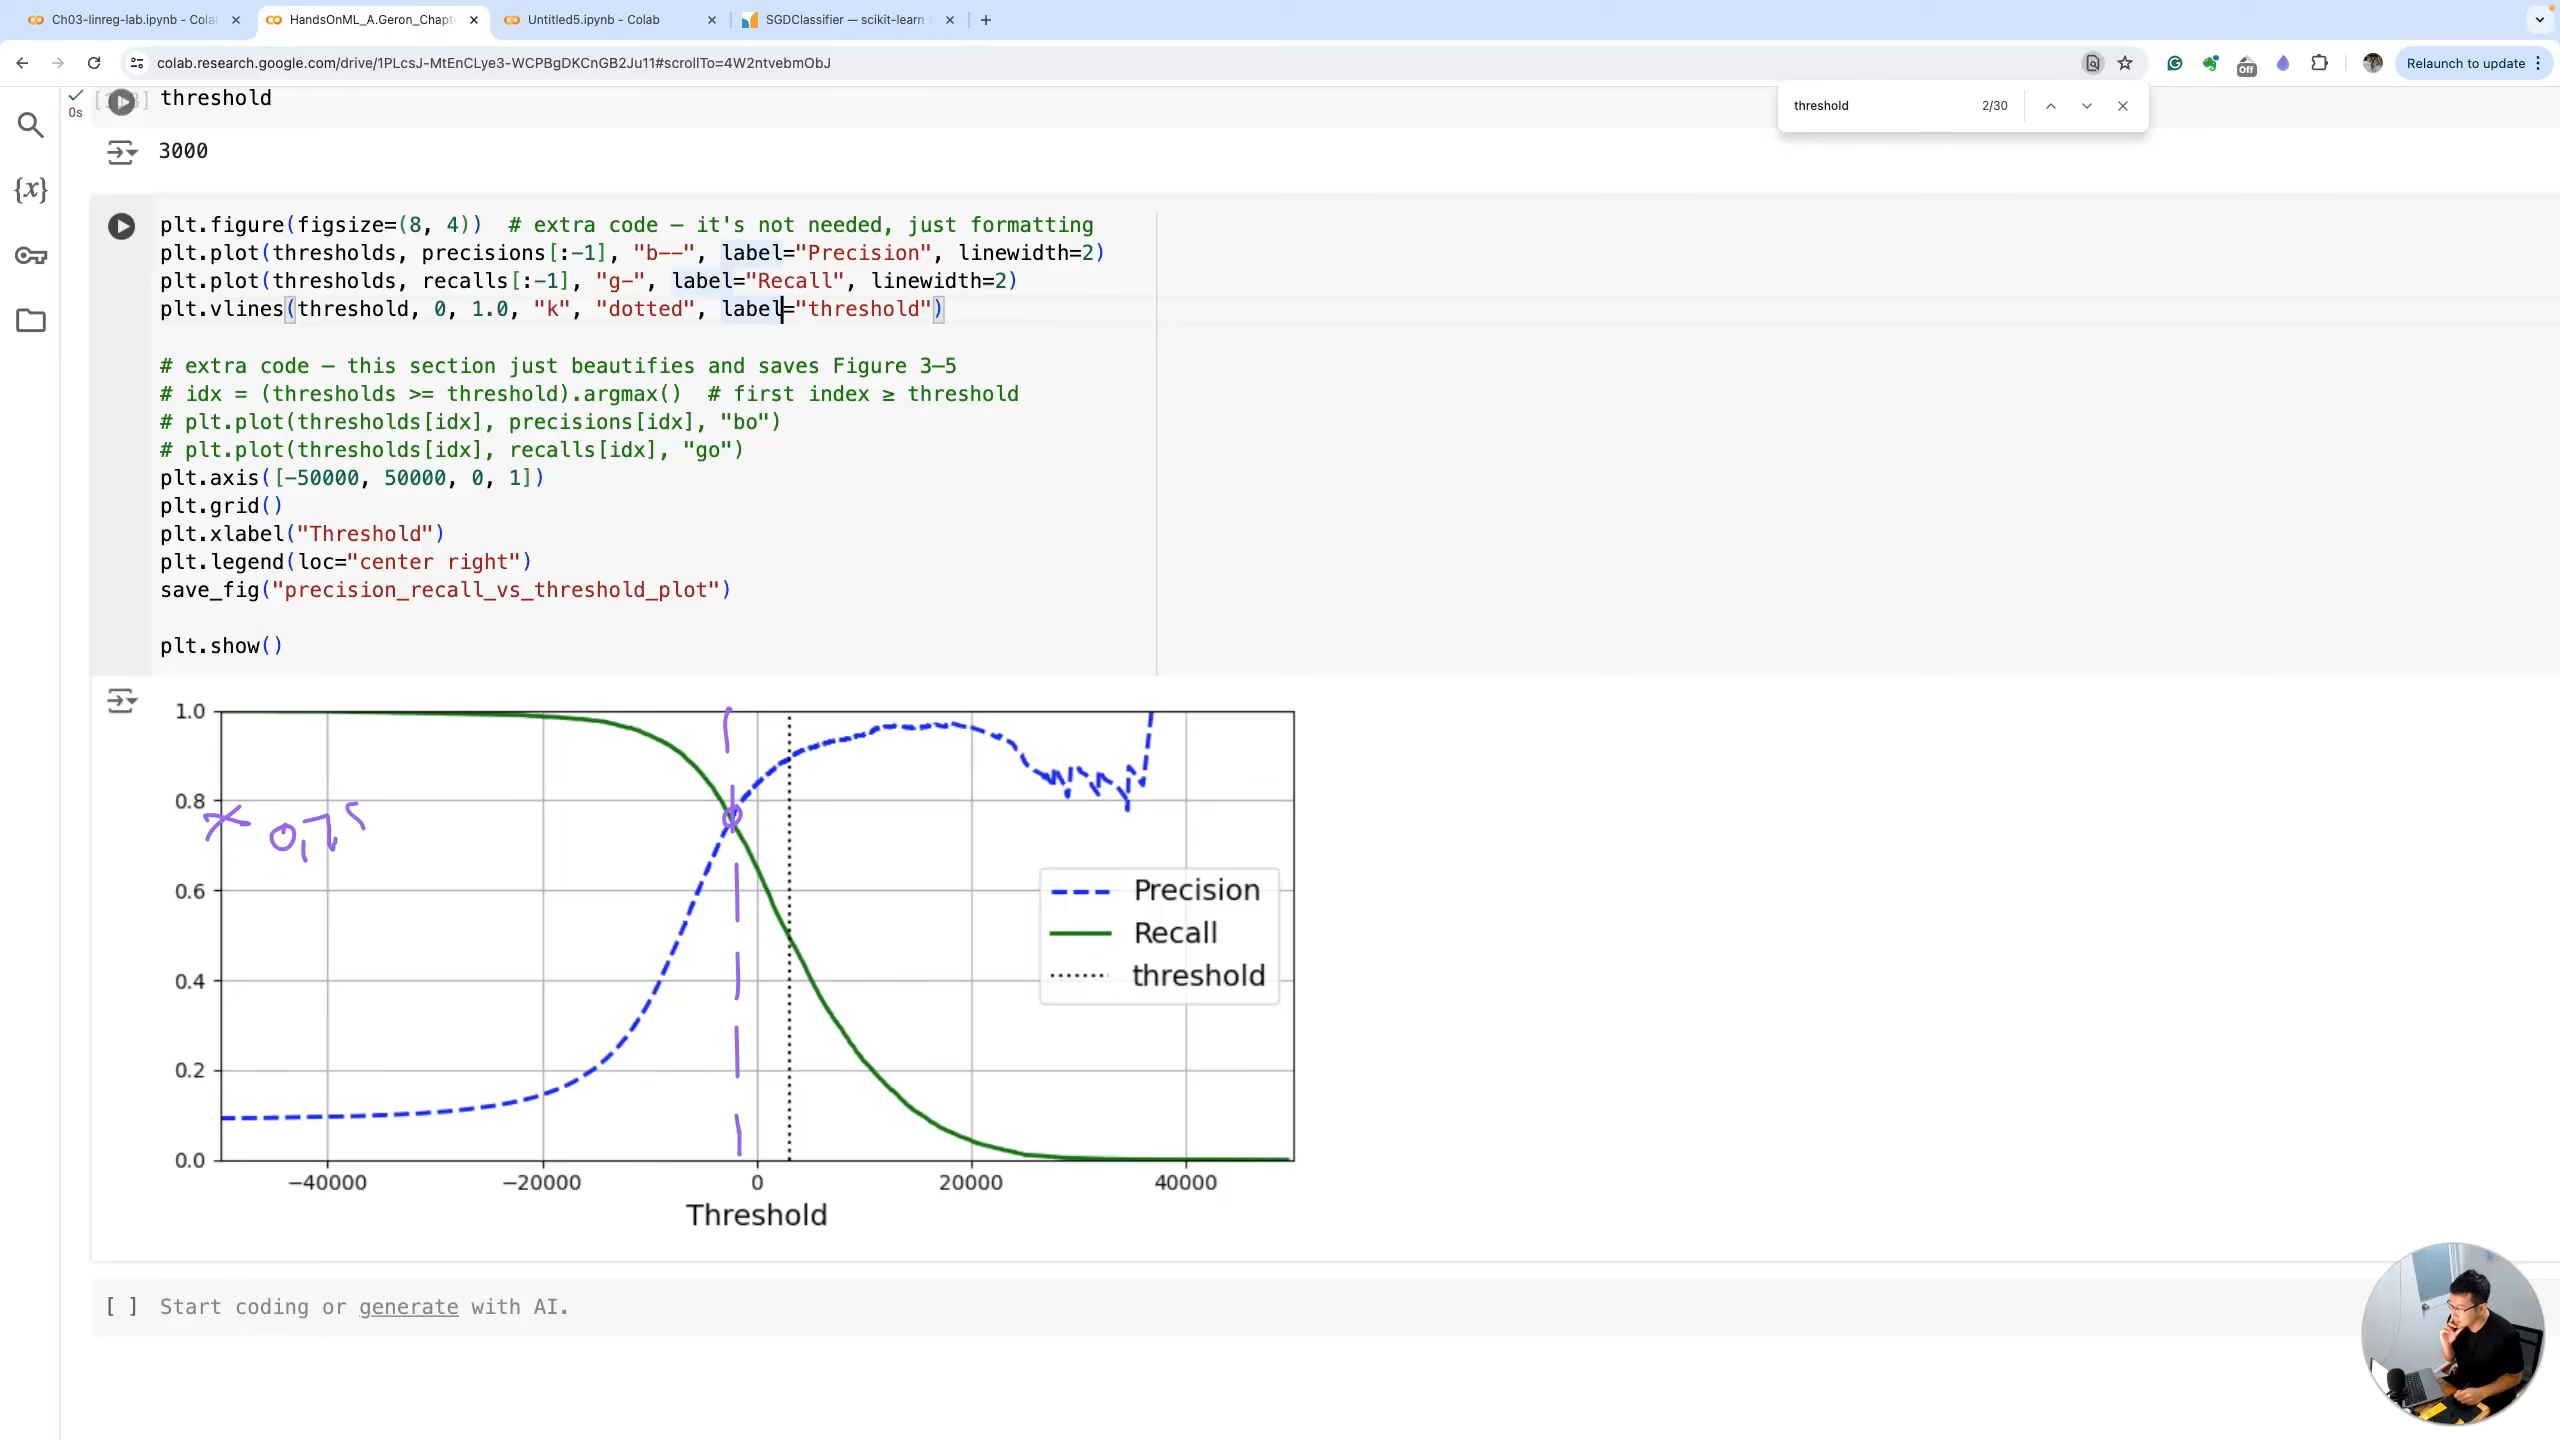 Ch03-linreg-lab.ipynb - Colab
HandsOnML_A.Geron_Chapt
Untitled5.ipynb - Colab
SGDClassifier — scikit-learn
colab.research.google.com/drive/1PLcsJ-MtEnCLye3-WCPBgDKCnGB2Ju11#scrollTo=4W2ntvebmObJ
Off
Relaunch to update
threshold 2/30
0s
threshold
3000
{x}
plt.figure(figsize=(8, 4))  # extra code – it's not needed, just formatting
plt.plot(thresholds, precisions[:-1], "b--", label="Precision", linewidth=2)
plt.plot(thresholds, recalls[:-1], "g-", label="Recall", linewidth=2)
plt.vlines(threshold, 0, 1.0, "k", "dotted", label="threshold")
# extra code – this section just beautifies and saves Figure 3–5
# idx = (thresholds >= threshold).argmax()  # first index ≥ threshold
# plt.plot(thresholds[idx], precisions[idx], "bo")
# plt.plot(thresholds[idx], recalls[idx], "go")
plt.axis([-50000, 50000, 0, 1])
plt.grid()
plt.xlabel("Threshold")
plt.legend(loc="center right")
save_fig("precision_recall_vs_threshold_plot")
plt.show()
1.0
0.8
0,75
0.6
0.4
0.2
0.0
Precision
Recall
threshold
−40000 −20000 0 20000 40000
Threshold
[ ] Start coding or generate with AI.